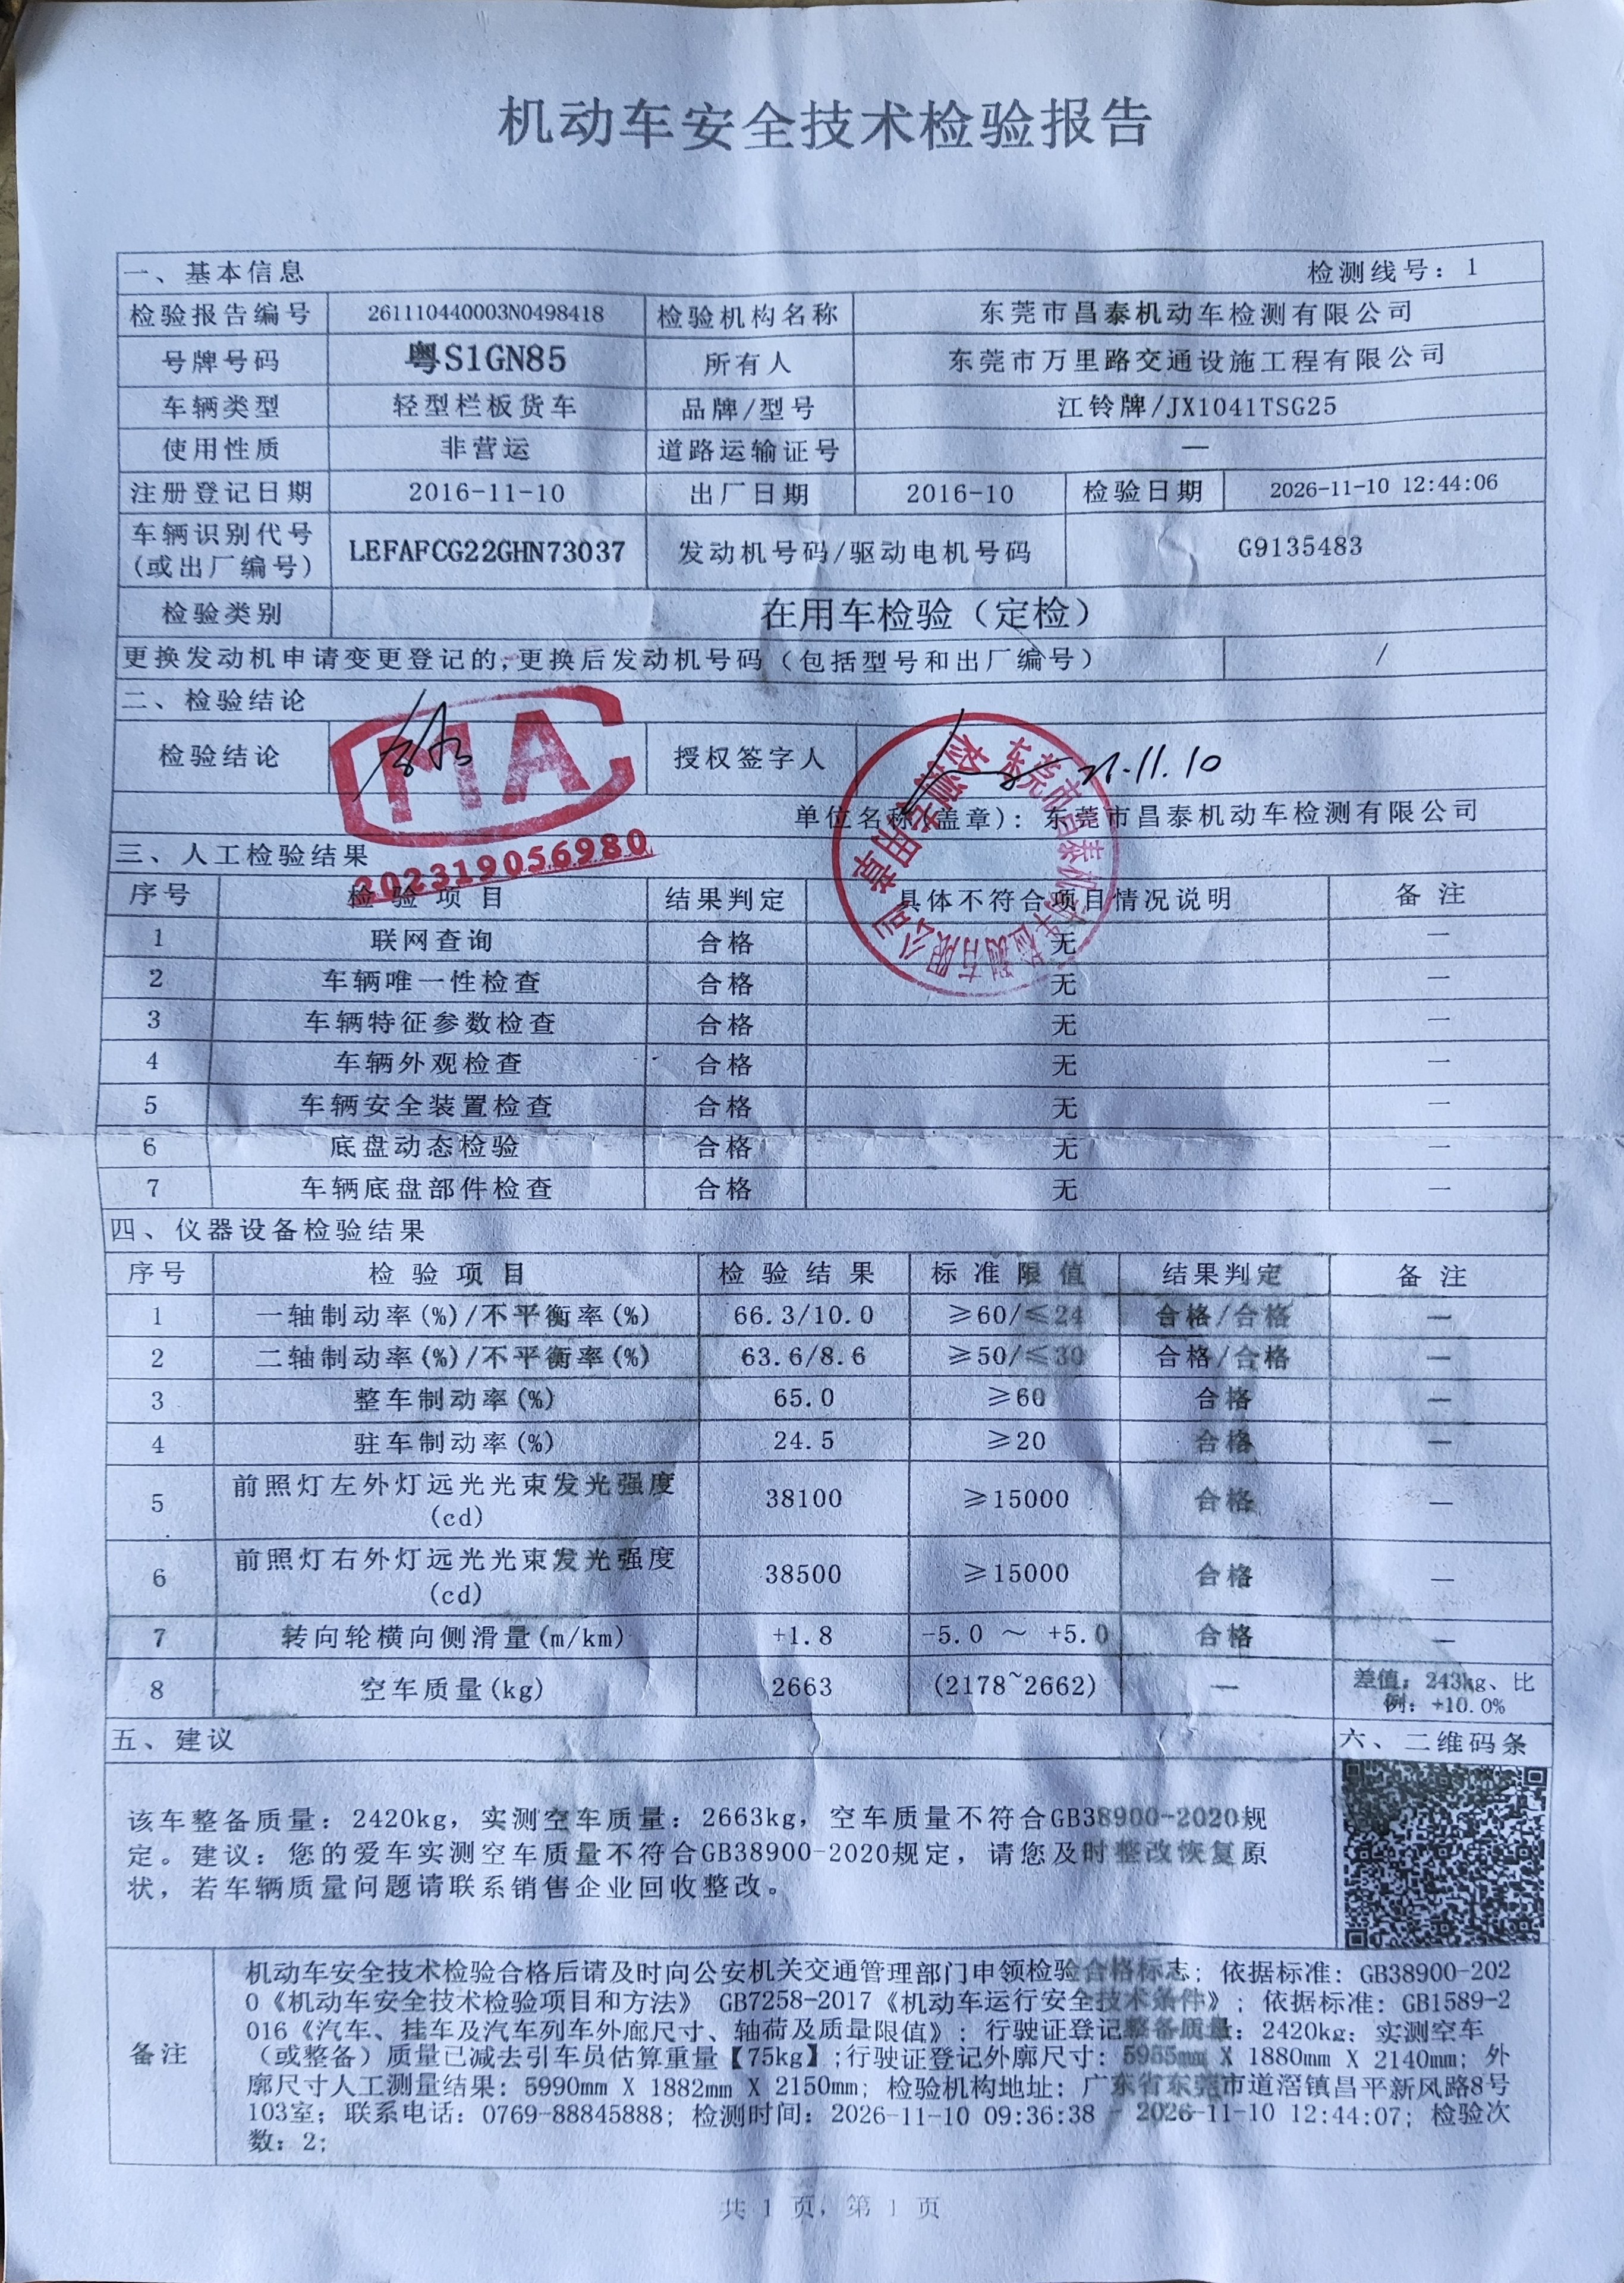 机动车安全技术检验报告
一、基本信息 检测线号：1
检验报告编号 261110440003N0498418 检验机构名称 东莞市昌泰机动车检测有限公司
号牌号码 粤S1GN85 所有人 东莞市万里路交通设施工程有限公司
车辆类型 轻型栏板货车 品牌/型号 江铃牌/JX1041TSG25
使用性质 非营运 道路运输证号 —
注册登记日期 2016-11-10 出厂日期 2016-10 检验日期 2026-11-10 12:44:06
车辆识别代号
(或出厂编号) LEFAFCG22GHN73037 发动机号码/驱动电机号码 G9135483
检验类别 在用车检验（定检）
更换发动机申请变更登记的，更换后发动机号码（包括型号和出厂编号） /
二、检验结论
检验结论 授权签字人 11.10
MA
202319056980
东莞市昌泰机动车检测有限公司
检测专用章
单位名称(盖章)：东莞市昌泰机动车检测有限公司
三、人工检验结果
序号 检验项目 结果判定 具体不符合项目情况说明 备注
1 联网查询 合格 无 —
2 车辆唯一性检查 合格 无 —
3 车辆特征参数检查 合格 无 —
4 车辆外观检查 合格 无 —
5 车辆安全装置检查 合格 无 —
6 底盘动态检验 合格 无 —
7 车辆底盘部件检查 合格 无 —
四、仪器设备检验结果
序号 检验项目 检验结果 标准限值 结果判定 备注
1 一轴制动率(%)/不平衡率(%) 66.3/10.0 ≥60/≤24 合格/合格 —
2 二轴制动率(%)/不平衡率(%) 63.6/8.6 ≥50/≤30 合格/合格 —
3 整车制动率(%) 65.0 ≥60 合格 —
4 驻车制动率(%) 24.5 ≥20 合格 —
5 前照灯左外灯远光光束发光强度
(cd) 38100 ≥15000 合格 —
6 前照灯右外灯远光光束发光强度
(cd) 38500 ≥15000 合格 —
7 转向轮横向侧滑量(m/km) +1.8 -5.0 ～ +5.0 合格 —
8 空车质量(kg) 2663 (2178~2662) — 差值：243kg、比
例：+10.0%
五、建议 六、二维码条
该车整备质量：2420kg，实测空车质量：2663kg，空车质量不符合GB38900-2020规
定。建议：您的爱车实测空车质量不符合GB38900-2020规定，请您及时整改恢复原
状，若车辆质量问题请联系销售企业回收整改。
备注
机动车安全技术检验合格后请及时向公安机关交通管理部门申领检验合格标志；依据标准：GB38900-202
0《机动车安全技术检验项目和方法》 GB7258-2017《机动车运行安全技术条件》；依据标准：GB1589-2
016《汽车、挂车及汽车列车外廊尺寸、轴荷及质量限值》；行驶证登记整备质量：2420kg；实测空车
（或整备）质量已减去引车员估算重量【75kg】;行驶证登记外廓尺寸：5955mm X 1880mm X 2140mm；外
廓尺寸人工测量结果：5990mm X 1882mm X 2150mm；检验机构地址：广东省东莞市道滘镇昌平新风路8号
103室；联系电话：0769-88845888；检测时间：2026-11-10 09:36:38 - 2026-11-10 12:44:07；检验次
数：2；
共 1 页，第 1 页